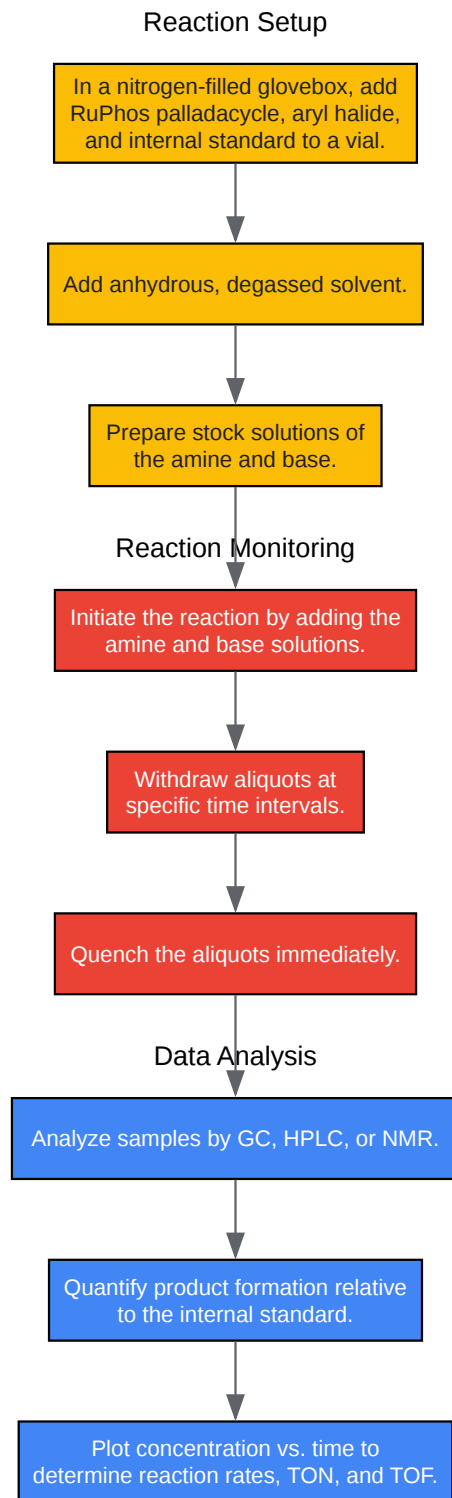 Reaction Setup
In a nitrogen-filled glovebox, add
RuPhos palladacycle, aryl halide,
and internal standard to a vial.
Add anhydrous, degassed solvent.
Prepare stock solutions of
the amine and base.
Reaction Monitoring
Initiate the reaction by adding the
amine and base solutions.
Withdraw aliquots at
specific time intervals.
Quench the aliquots immediately.
Data Analysis
Analyze samples by GC, HPLC, or NMR.
Quantify product formation relative
to the internal standard.
Plot concentration vs. time to
determine reaction rates, TON, and TOF.